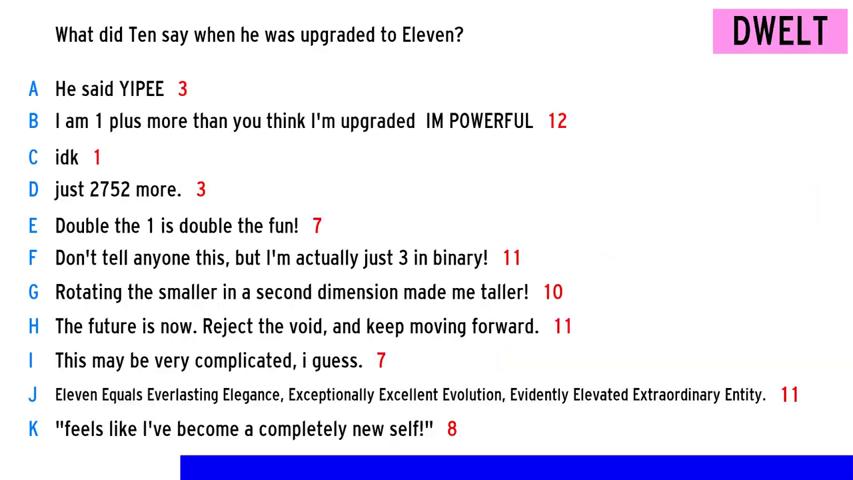 DWELT
What did Ten say when he was upgraded to Eleven?
A He said YIPEE 3
B I am 1 plus more than you think I'm upgraded IM POWERFUL 12
C idk 1
D just 2752 more. 3
E Double the 1 is double the fun! 7
F Don't tell anyone this, but I'm actually just 3 in binary! 11
G Rotating the smaller in a second dimension made me taller! 10
H The future is now. Reject the void, and keep moving forward. 11
I This may be very complicated, i guess. 7
J Eleven Equals Everlasting Elegance, Exceptionally Excellent Evolution, Evidently Elevated Extraordinary Entity. 11
K "feels like I've become a completely new self!" 8